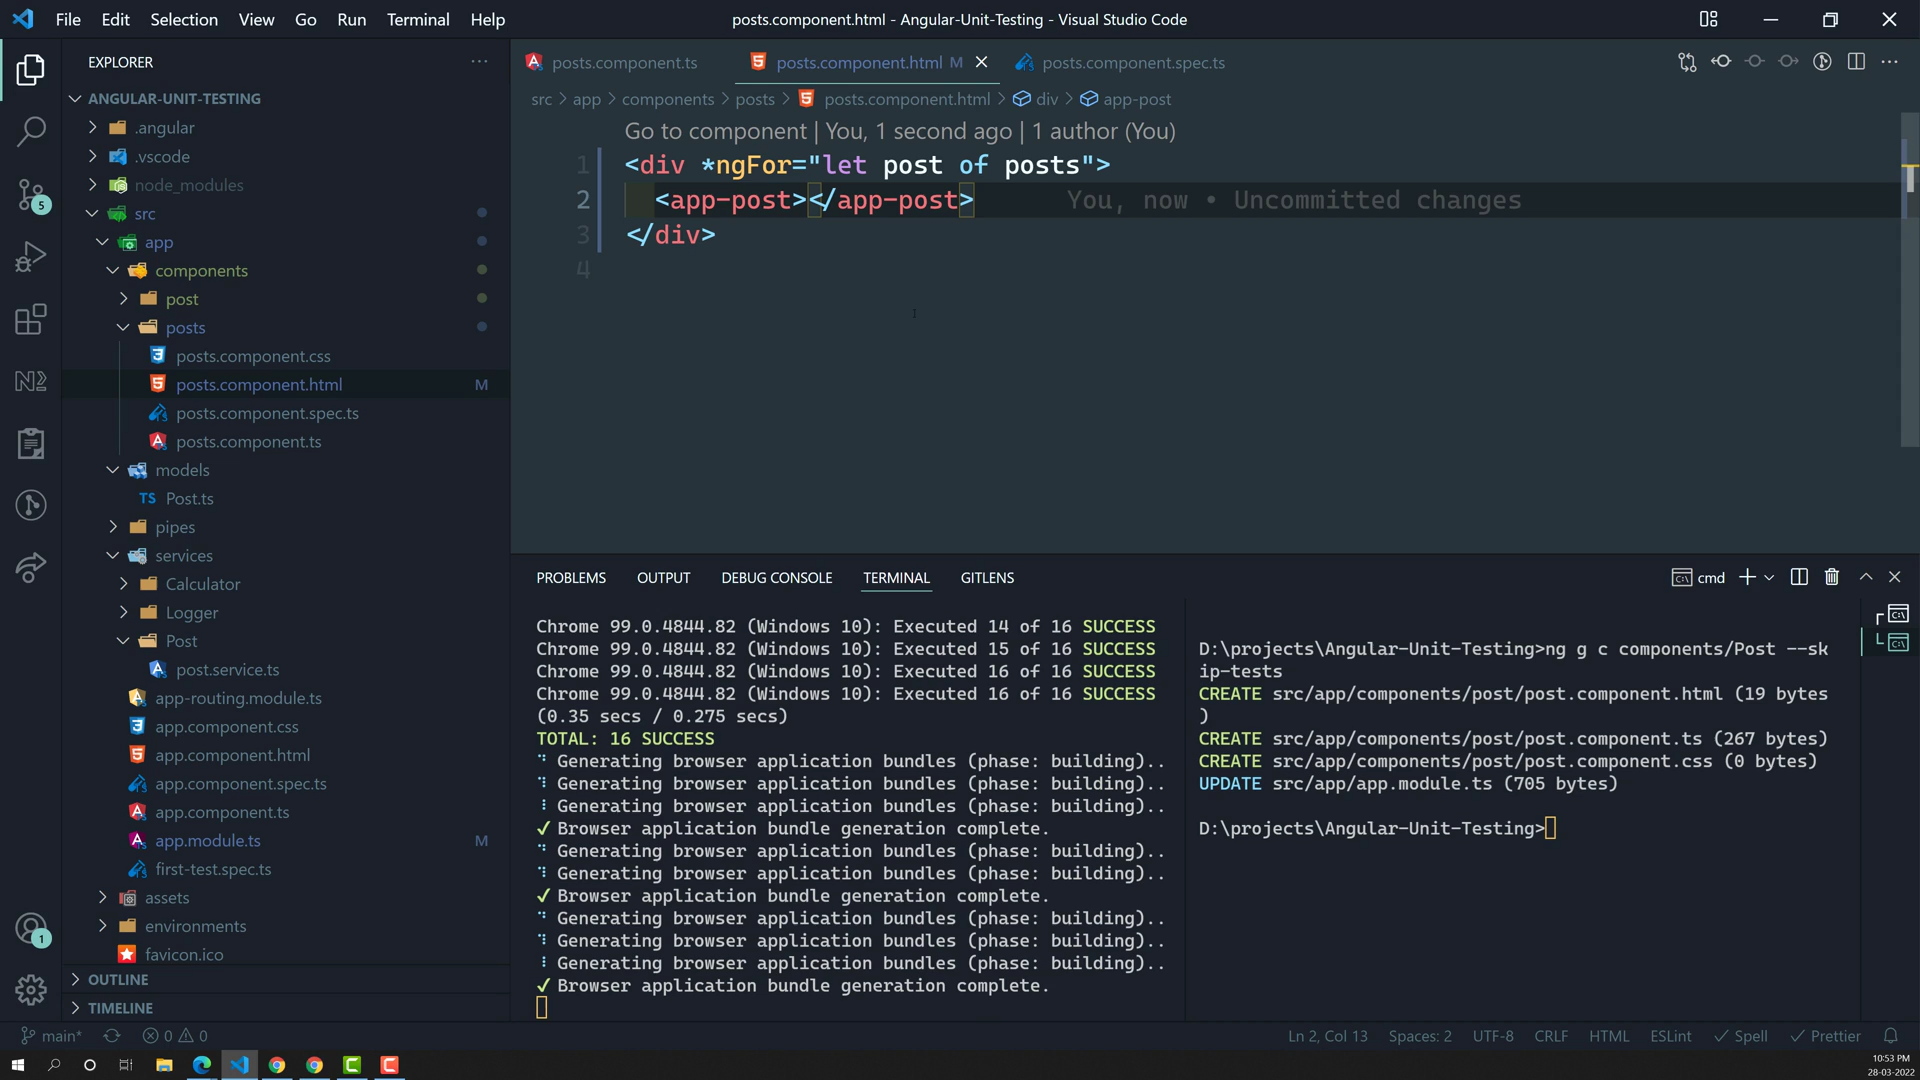 File Edit Selection View Go Run Terminal Help
posts.component.html - Angular-Unit-Testing - Visual Studio Code
EXPLORER
ANGULAR-UNIT-TESTING
.angular
.vscode
node_modules
src
app
components
post
posts
posts.component.css
posts.component.html M
posts.component.spec.ts
posts.component.ts
models
TS Post.ts
pipes
services
Calculator
Logger
Post
post.service.ts
app-routing.module.ts
app.component.css
app.component.html
app.component.spec.ts
app.component.ts
app.module.ts M
first-test.spec.ts
assets
environments
favicon.ico
OUTLINE
TIMELINE
5
1
posts.component.ts posts.component.html M posts.component.spec.ts
src > app > components > posts > posts.component.html > div > app-post
Go to component | You, 1 second ago | 1 author (You)
1 <div *ngFor="let post of posts">
2 <app-post></app-post> You, now • Uncommitted changes
3 </div>
4
PROBLEMS OUTPUT DEBUG CONSOLE TERMINAL GITLENS
cmd
Chrome 99.0.4844.82 (Windows 10): Executed 14 of 16 SUCCESS
Chrome 99.0.4844.82 (Windows 10): Executed 15 of 16 SUCCESS
Chrome 99.0.4844.82 (Windows 10): Executed 16 of 16 SUCCESS
Chrome 99.0.4844.82 (Windows 10): Executed 16 of 16 SUCCESS
(0.35 secs / 0.275 secs)
TOTAL: 16 SUCCESS
Generating browser application bundles (phase: building)..
Generating browser application bundles (phase: building)..
Generating browser application bundles (phase: building)..
✓ Browser application bundle generation complete.
Generating browser application bundles (phase: building)..
Generating browser application bundles (phase: building)..
✓ Browser application bundle generation complete.
Generating browser application bundles (phase: building)..
Generating browser application bundles (phase: building)..
Generating browser application bundles (phase: building)..
✓ Browser application bundle generation complete.
D:\projects\Angular-Unit-Testing>ng g c components/Post --sk
ip-tests
CREATE src/app/components/post/post.component.html (19 bytes
)
CREATE src/app/components/post/post.component.ts (267 bytes)
CREATE src/app/components/post/post.component.css (0 bytes)
UPDATE src/app/app.module.ts (705 bytes)
D:\projects\Angular-Unit-Testing>
main* 0 0 Ln 2, Col 13 Spaces: 2 UTF-8 CRLF HTML ESLint ✓ Spell ✓ Prettier
10:53 PM
28-03-2022